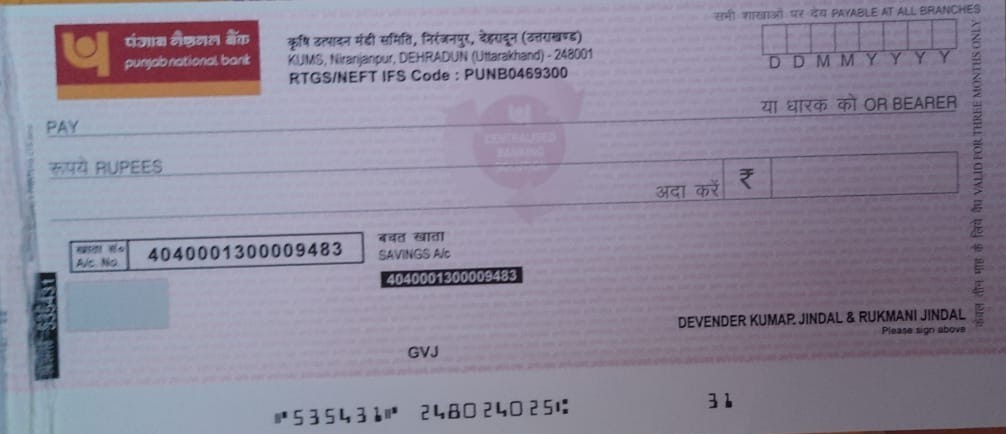 सभी शाखाओं पर देय PAYABLE AT ALL BRANCHES
पंजाब नैशनल बैंक
punjab national bank
कृषि उत्पादन मंडी समिति, निरंजनपुर, देहरादून (उत्तराखण्ड)
KUMS, Niranjanpur, DEHRADUN (Uttarakhand) - 248001
RTGS/NEFT IFS Code : PUNB0469300
D D M M Y Y Y Y
या धारक को OR BEARER
PAY
CENTRALISED
BANKING
रूपये RUPEES
अदा करें ₹
खाता सं०
A/c. No.
4040001300009483
बचत खाता
SAVINGS A/c
4040001300009483
535431
DEVENDER KUMAR JINDAL & RUKMANI JINDAL
Please sign above
GVJ
केवल तीन माह के लिये वैध VALID FOR THREE MONTHS ONLY
⑈535431⑈ 248024025⑆ 31